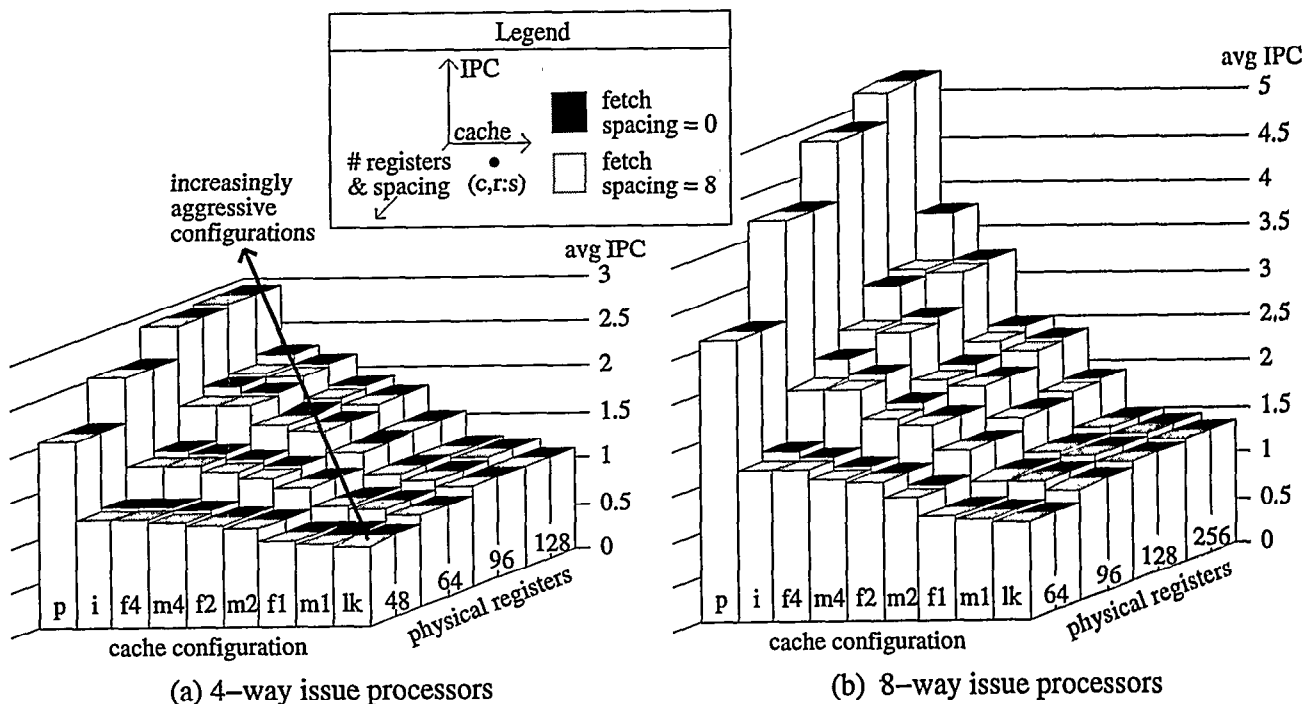 Legend
IPC
cache
# registers
& spacing
(c,r:s)
fetch
spacing = 0
fetch
spacing = 8
increasingly
aggressive
configurations
avg IPC
3
2.5
2
1.5
1
0.5
0
p i f4 m4 f2 m2 f1 m1 lk
48 64 96 128
physical registers
cache configuration
(a) 4-way issue processors
avg IPC
5
4.5
4
3.5
3
2.5
2
1.5
1
0.5
0
p i f4 m4 f2 m2 f1 m1 lk
64 96 128 256
physical registers
cache configuration
(b) 8-way issue processors